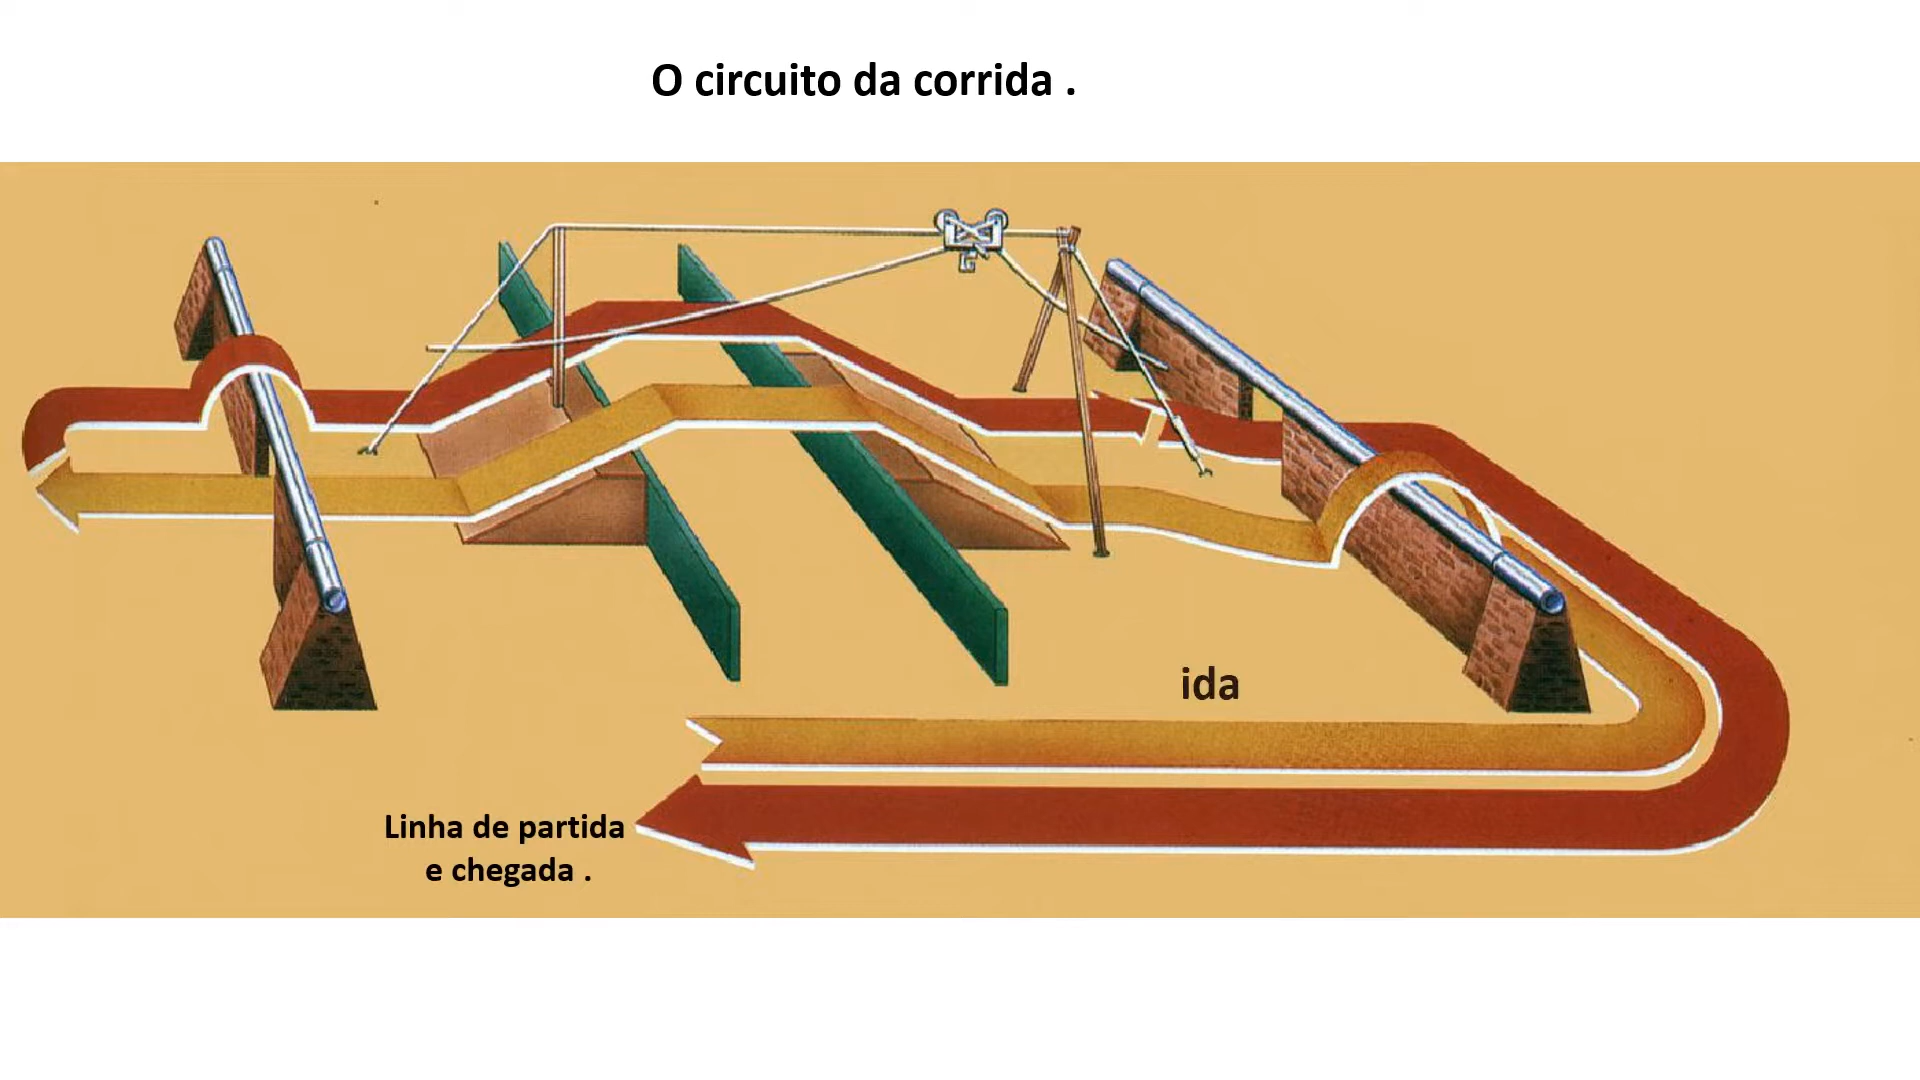 O circuito da corrida .
ida
Linha de partida
e chegada .